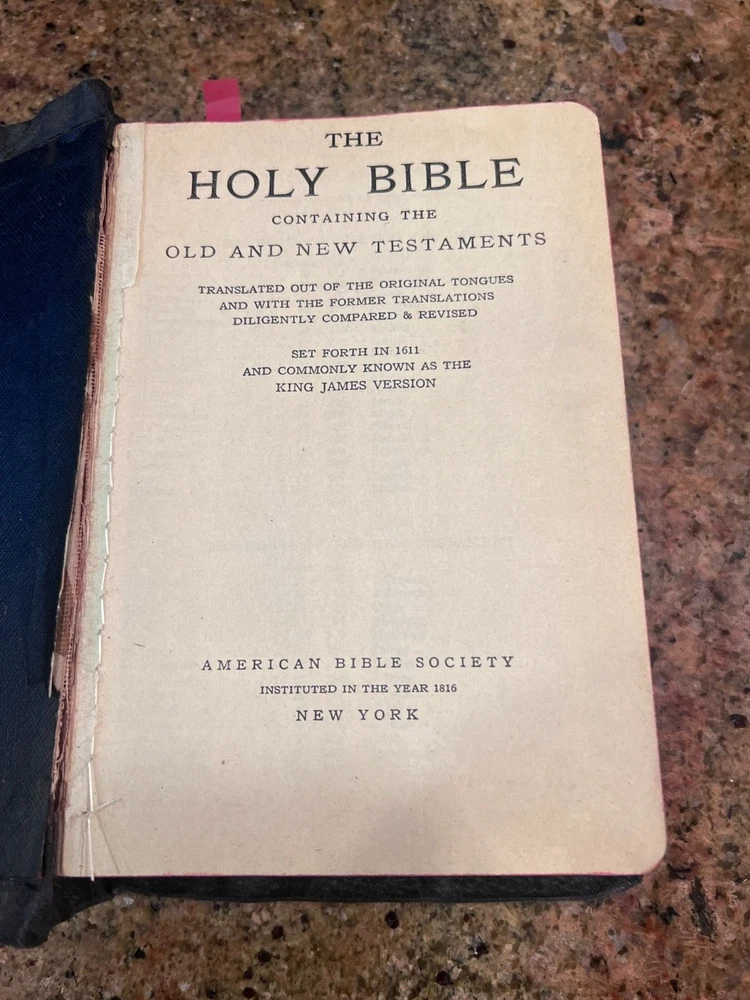 THE
HOLY BIBLE
CONTAINING THE
OLD AND NEW TESTAMENTS
TRANSLATED OUT OF THE ORIGINAL TONGUES
AND WITH THE FORMER TRANSLATIONS
DILIGENTLY COMPARED & REVISED
SET FORTH IN 1611
AND COMMONLY KNOWN AS THE
KING JAMES VERSION
AMERICAN BIBLE SOCIETY
INSTITUTED IN THE YEAR 1816
NEW YORK